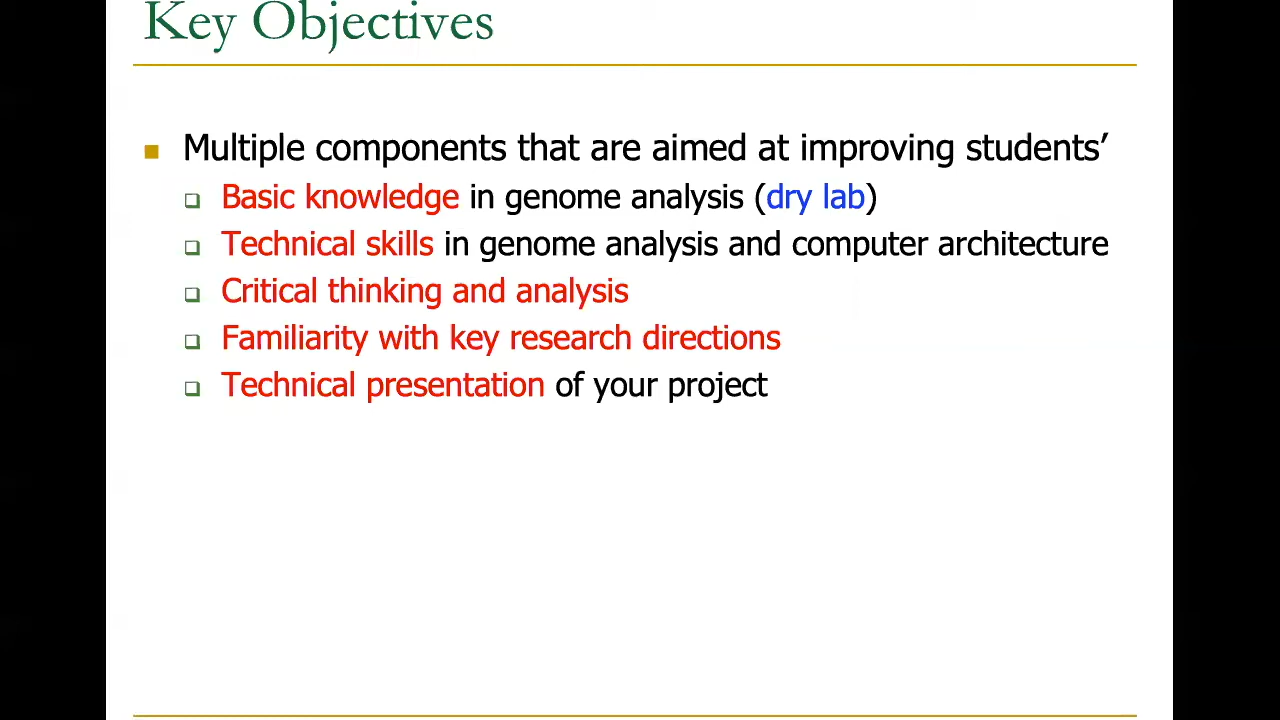 Key Objectives
Multiple components that are aimed at improving students’
Basic knowledge in genome analysis (dry lab)
Technical skills in genome analysis and computer architecture
Critical thinking and analysis
Familiarity with key research directions
Technical presentation of your project